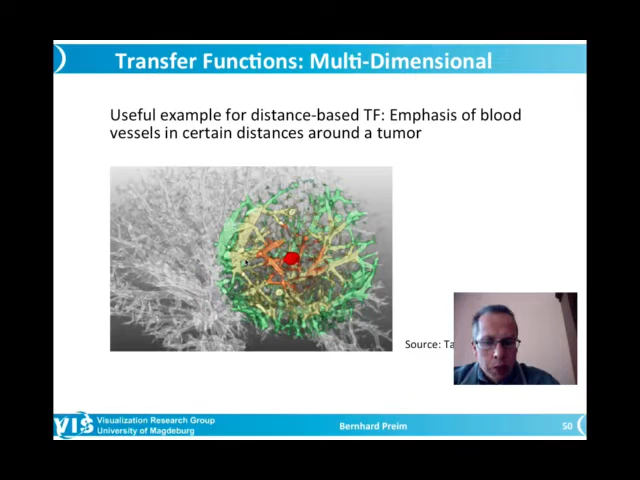 Transfer Functions: Multi-Dimensional
Useful example for distance-based TF: Emphasis of blood
vessels in certain distances around a tumor
Source:
VIS
Visualization Research Group
University of Magdeburg
Bernhard Preim
50